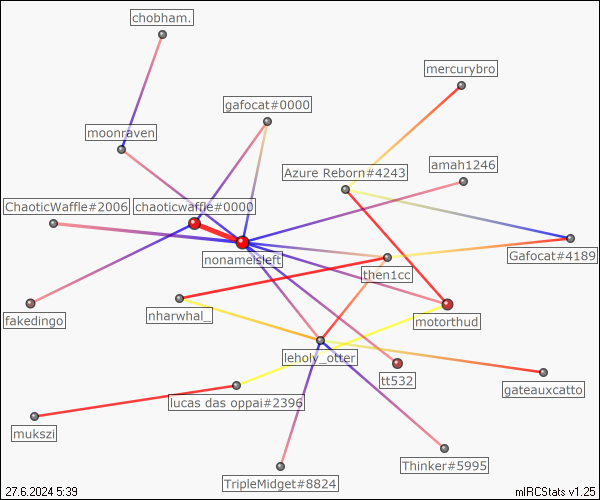 chobham.
mercurybro
gafocat#0000
moonraven
Azure Reborn#4243
amah1246
ChaoticWaffle#2006
chaoticwaffle#0000
nonameisleft
Gafocat#4189
then1cc
fakedingo
nharwhal_
motorthud
leholy_otter
tt532
gateauxcatto
lucas das oppai#2396
mukszi
Thinker#5995
TripleMidget#8824
27.6.2024 5:39
mIRCStats v1.25